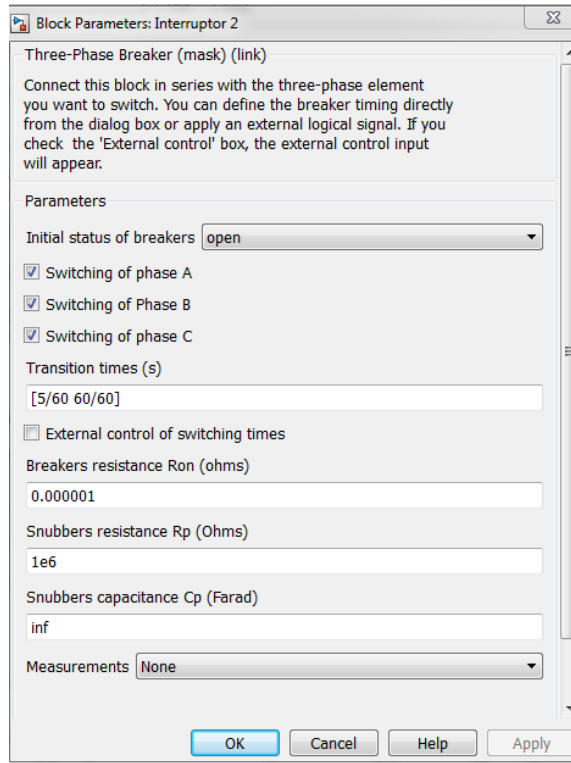 Block Parameters: Interruptor 2
Three-Phase Breaker (mask) (link)
Connect this block in series with the three-phase element
you want to switch. You can define the breaker timing directly
from the dialog box or apply an external logical signal. If you
check the 'External control' box, the external control input
will appear.
Parameters
Initial status of breakers open
Switching of phase A
Switching of Phase B
Switching of phase C
Transition times (s)
[5/60 60/60]
External control of switching times
Breakers resistance Ron (ohms)
0.000001
Snubbers resistance Rp (Ohms)
1e6
Snubbers capacitance Cp (Farad)
inf
Measurements None
OK Cancel Help Apply